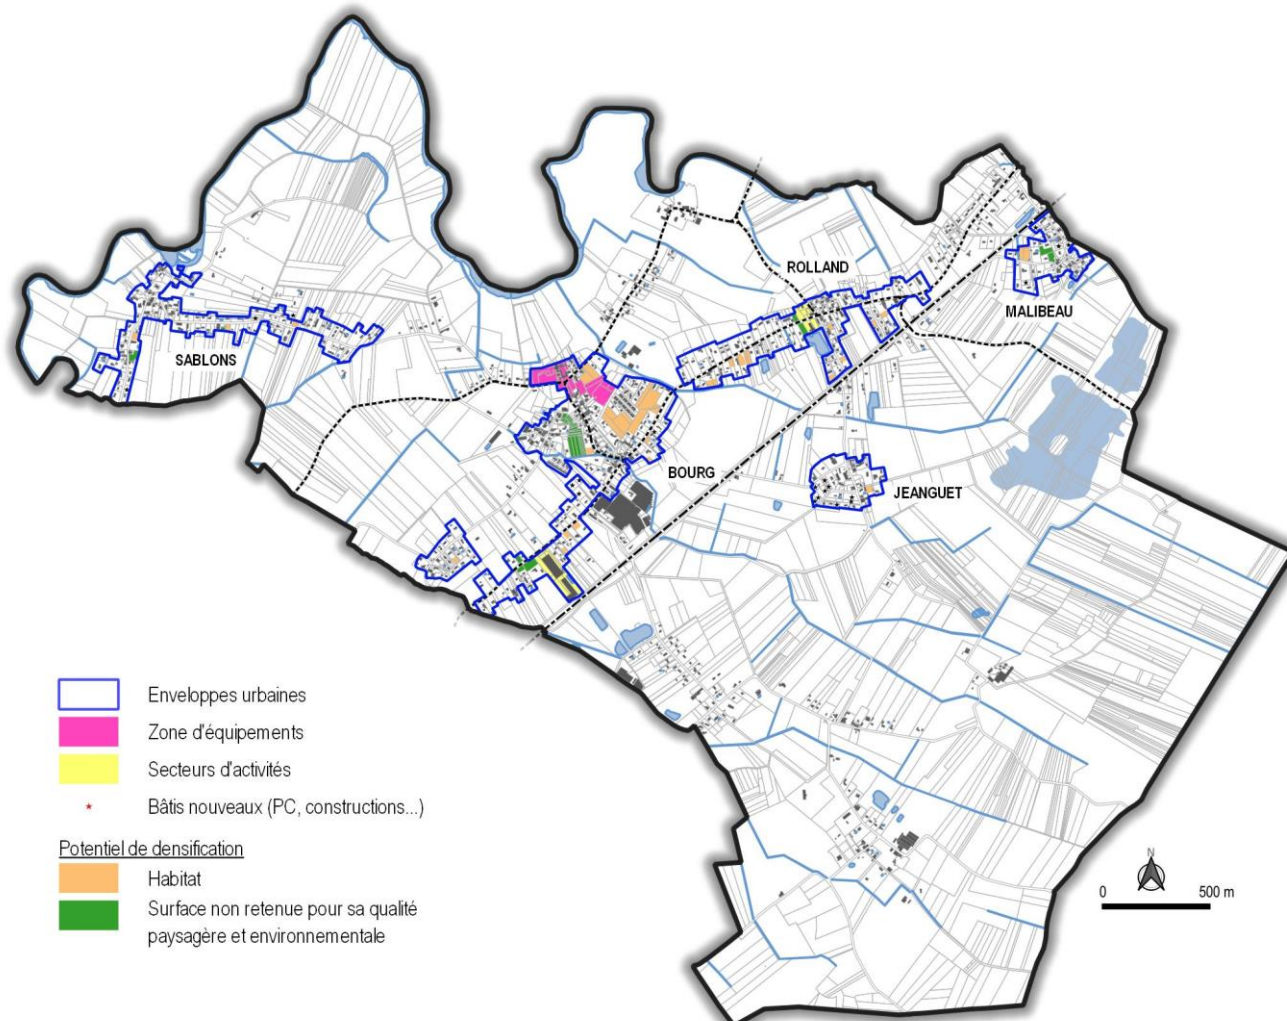 ROLLAND
MALIBEAU
SABLONS
BOURG
JEANGUET
Enveloppes urbaines
Zone d'équipements
Secteurs d'activités
Bâtis nouveaux (PC, constructions...)
Potentiel de densification
Habitat
Surface non retenue pour sa qualité
paysagère et environnementale
N
0 500 m